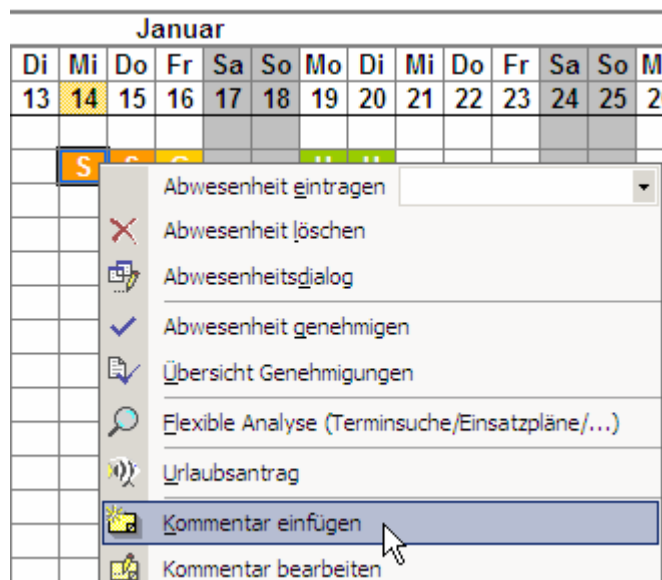 Januar
Di Mi Do Fr Sa So Mo Di Mi Do Fr Sa So
13 14 15 16 17 18 19 20 21 22 23 24 25
S
Abwesenheit eintragen
Abwesenheit löschen
Abwesenheitsdialog
Abwesenheit genehmigen
Übersicht Genehmigungen
Flexible Analyse (Terminsuche/Einsatzpläne/...)
Urlaubsantrag
Kommentar einfügen
Kommentar bearbeiten